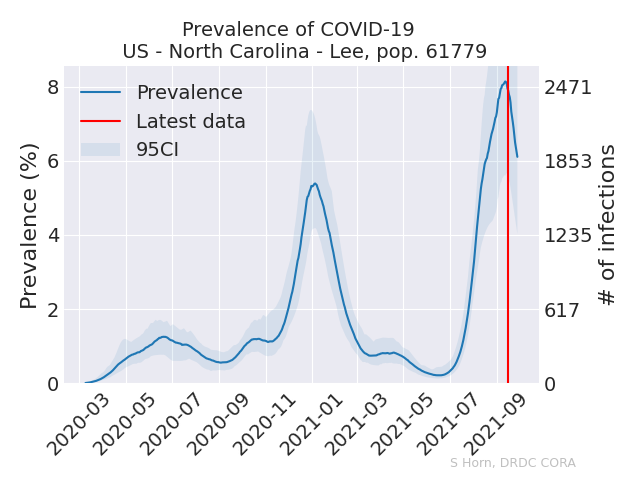 Prevalence of COVID-19
US - North Carolina - Lee, pop. 61779
Prevalence
Latest data
95CI
Prevalence (%)
8
6
4
2
0
2471
1853
1235
617
0
# of infections
2020-03
2020-05
2020-07
2020-09
2020-11
2021-01
2021-03
2021-05
2021-07
2021-09
S Horn, DRDC CORA